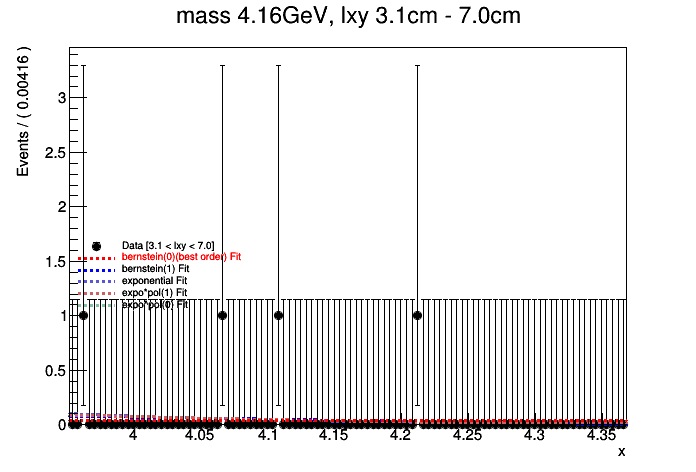 mass 4.16GeV, lxy 3.1cm - 7.0cm
Events / ( 0.00416 )
3
2.5
2
1.5
1
0.5
0
Data [3.1 < lxy < 7.0]
bernstein(0)(best order) Fit
bernstein(1) Fit
exponential Fit
expo*pol(1) Fit
expo*pol(0) Fit
4 4.05 4.1 4.15 4.2 4.25 4.3 4.35
x